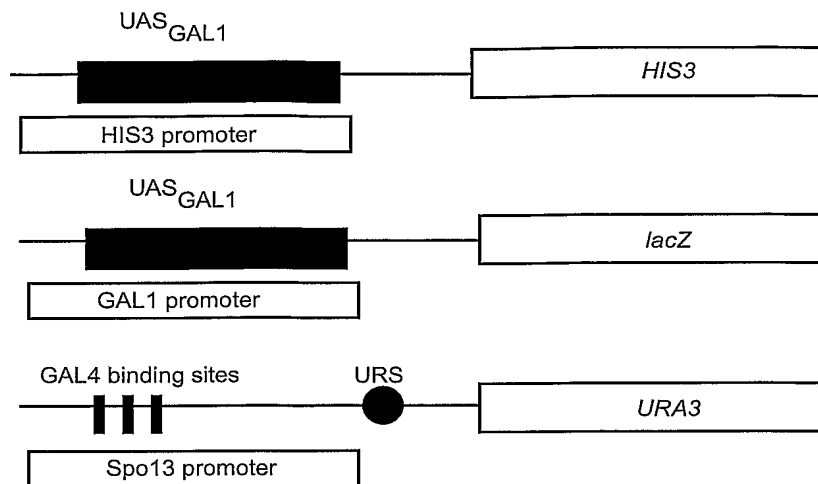 UAS GAL1
HIS3
HIS3 promoter
UAS GAL1
lacZ
GAL1 promoter
GAL4 binding sites URS
URA3
Spo13 promoter